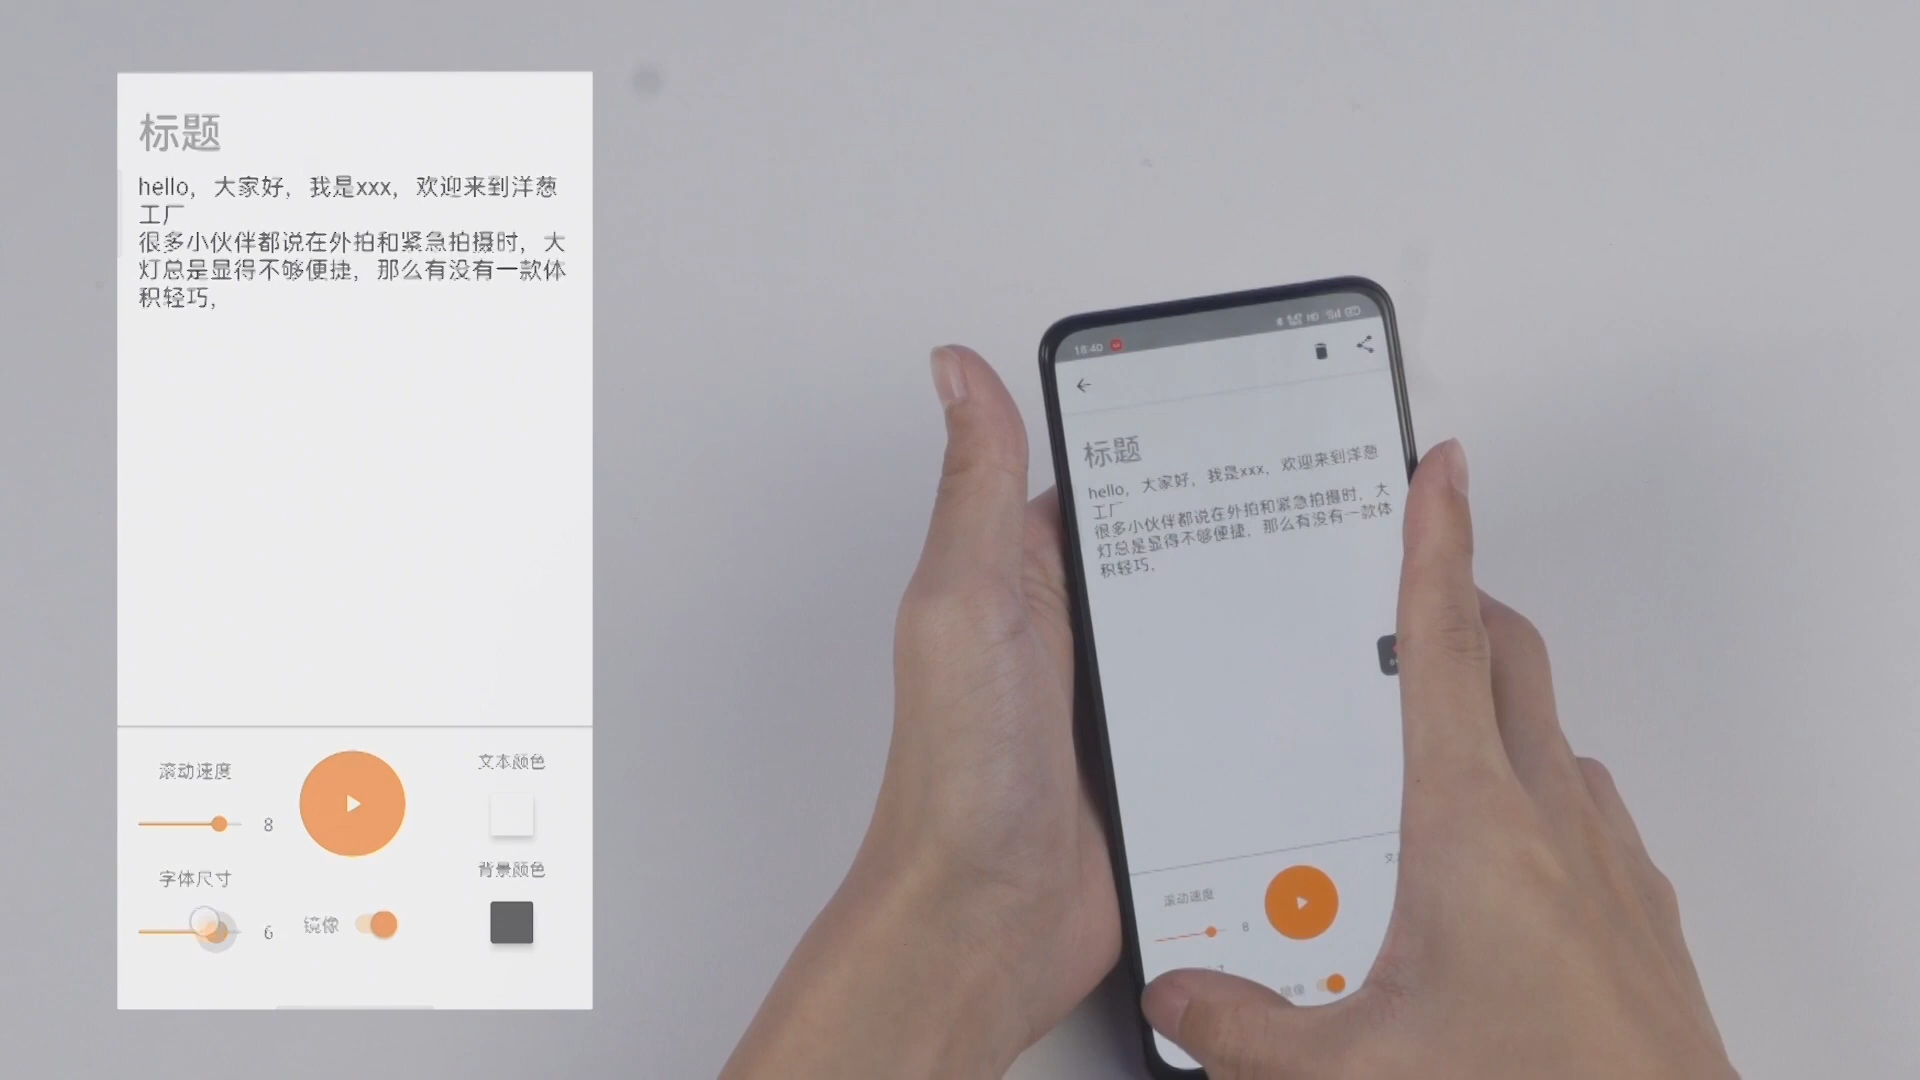 标题
hello，大家好，我是xxx，欢迎来到洋葱
工厂
很多小伙伴都说在外拍和紧急拍摄时，大
灯总是显得不够便捷，那么有没有一款体
积轻巧，
滚动速度
8
文本颜色
字体尺寸
6
镜像
背景颜色
18:40
HD
标题
hello，大家好，我是xxx，欢迎来到洋葱
工厂
很多小伙伴都说在外拍和紧急拍摄时，大
灯总是显得不够便捷，那么有没有一款体
积轻巧，
滚动速度
8
文
镜像